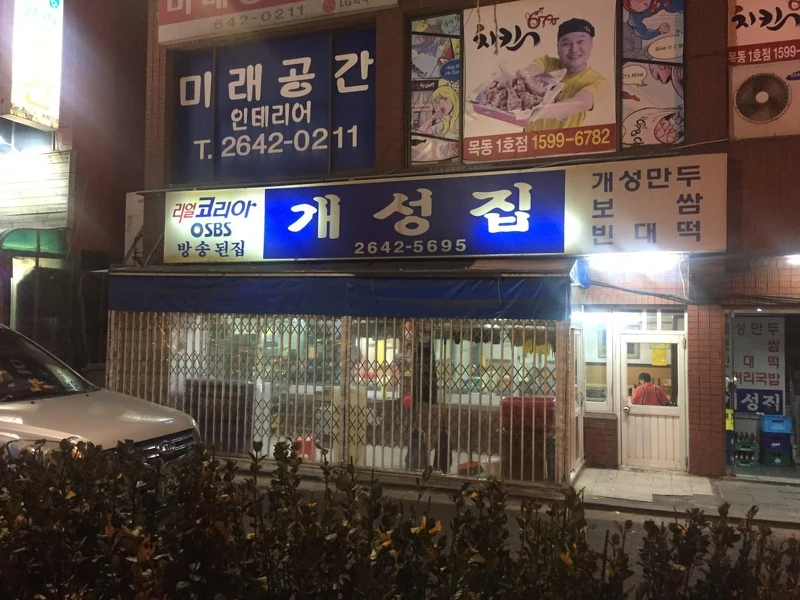 642-0211
미래공간
인테리어
T. 2642-0211
치킨
목동 1호점 1599-6782
치킨
목동 1호점 1599-
리얼코리아
SBS
방송된집
개성집
2642-5695
개성만두
보쌈
빈대떡
성만두
쌈
대떡
국밥
성집